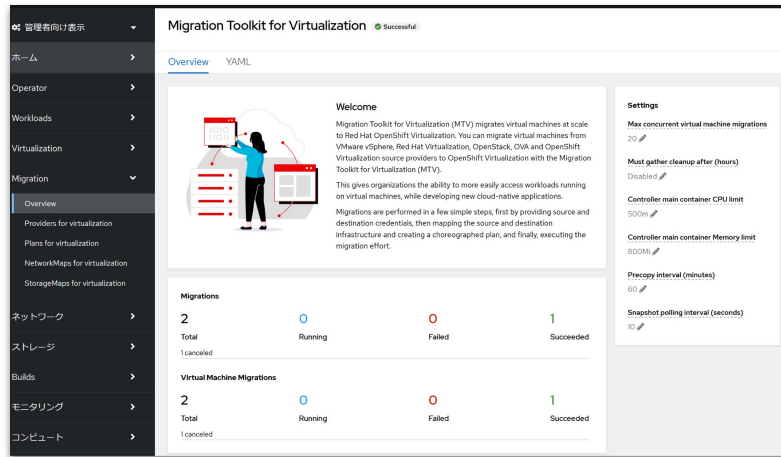 管理者向け表示
ホーム
Operator
Workloads
Virtualization
Migration
Overview
Providers for virtualization
Plans for virtualization
NetworkMaps for virtualization
StorageMaps for virtualization
ネットワーク
ストレージ
Builds
モニタリング
コンピュート
Migration Toolkit for Virtualization Successful
Overview YAML
Welcome
Migration Toolkit for Virtualization (MTV) migrates virtual machines at scale
to Red Hat OpenShift Virtualization. You can migrate virtual machines from
VMware vSphere, Red Hat Virtualization, OpenStack, OVA and OpenShift
Virtualization source providers to OpenShift Virtualization with the Migration
Toolkit for Virtualization (MTV).
This gives organizations the ability to more easily access workloads running
on virtual machines, while developing new cloud-native applications.
Migrations are performed in a few simple steps, first by providing source and
destination credentials, then mapping the source and destination
infrastructure and creating a choreographed plan, and finally, executing the
migration effort.
Migrations
2 0 0 1
Total Running Failed Succeeded
1 canceled
Virtual Machine Migrations
2 0 0 1
Total Running Failed Succeeded
1 canceled
Settings
Max concurrent virtual machine migrations
20
Must gather cleanup after (hours)
Disabled
Controller main container CPU limit
500m
Controller main container Memory limit
800Mi
Precopy interval (minutes)
60
Snapshot polling interval (seconds)
10